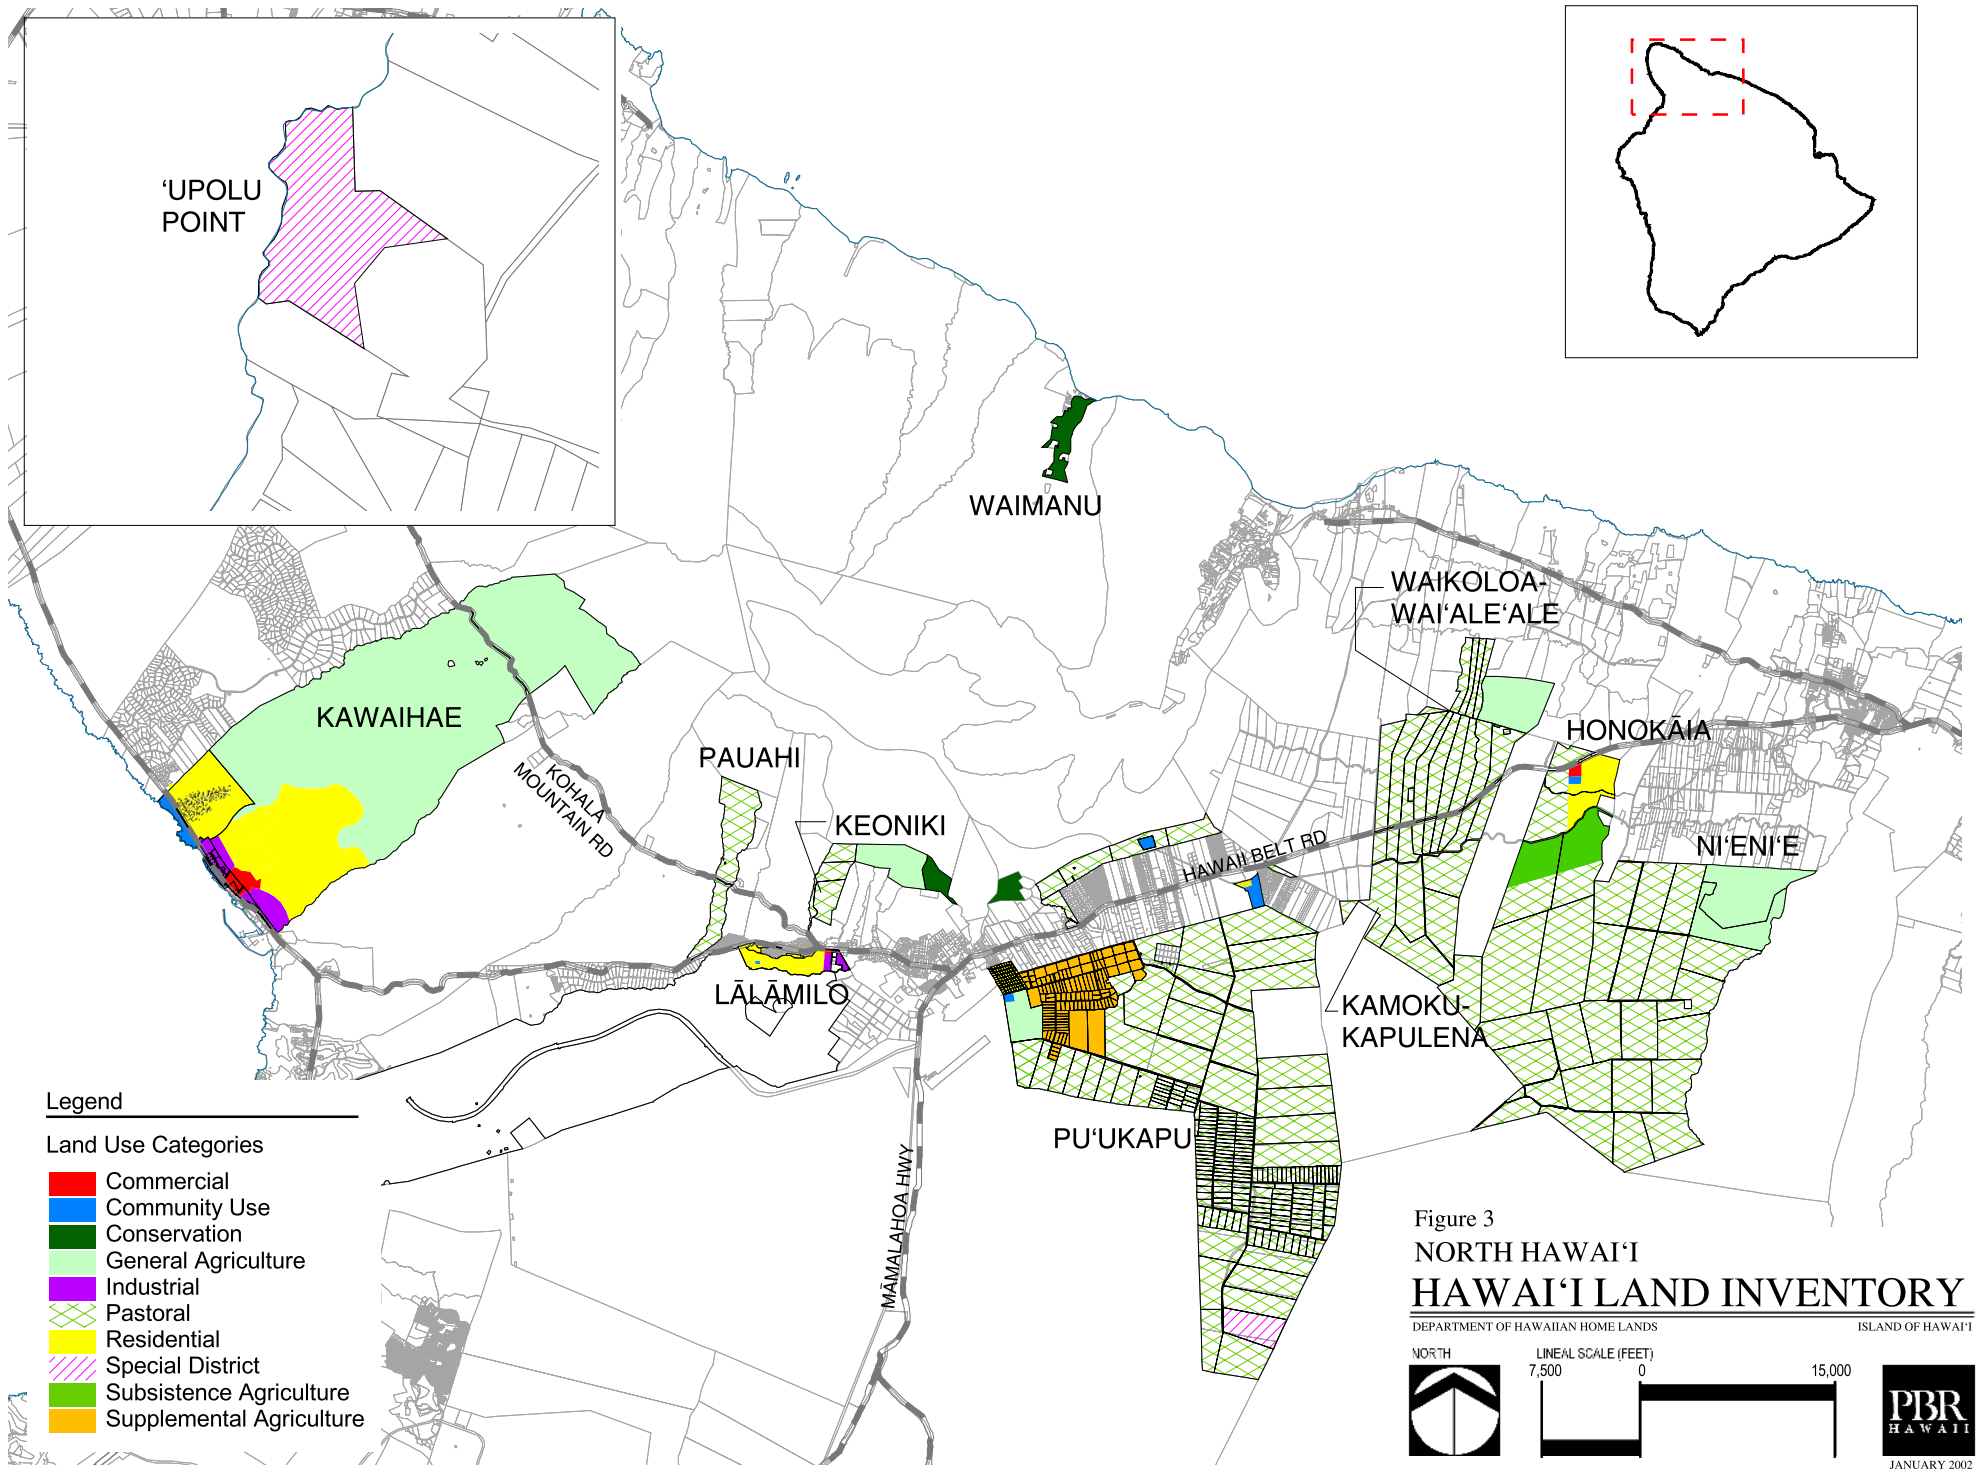 ‘UPOLU
POINT
WAIMANU
WAIKOLOA-
WAI‘ALE‘ALE
KAWAIHAE
HONOKĀIA
PAUAHI
KOHALA
MOUNTAIN RD
KEONIKI
HAWAII BELT RD
NI‘ENI‘E
LĀLĀMILO
KAMOKU-
KAPULENA
PU‘UKAPU
MĀMALAHOA HWY
Legend
Land Use Categories
Commercial
Community Use
Conservation
General Agriculture
Industrial
Pastoral
Residential
Special District
Subsistence Agriculture
Supplemental Agriculture
Figure 3
NORTH HAWAI‘I
HAWAI‘I LAND INVENTORY
DEPARTMENT OF HAWAIIAN HOME LANDS ISLAND OF HAWAI‘I
NORTH
LINEAL SCALE (FEET)
7,500 0 15,000
PBR
HAWAII
JANUARY 2002